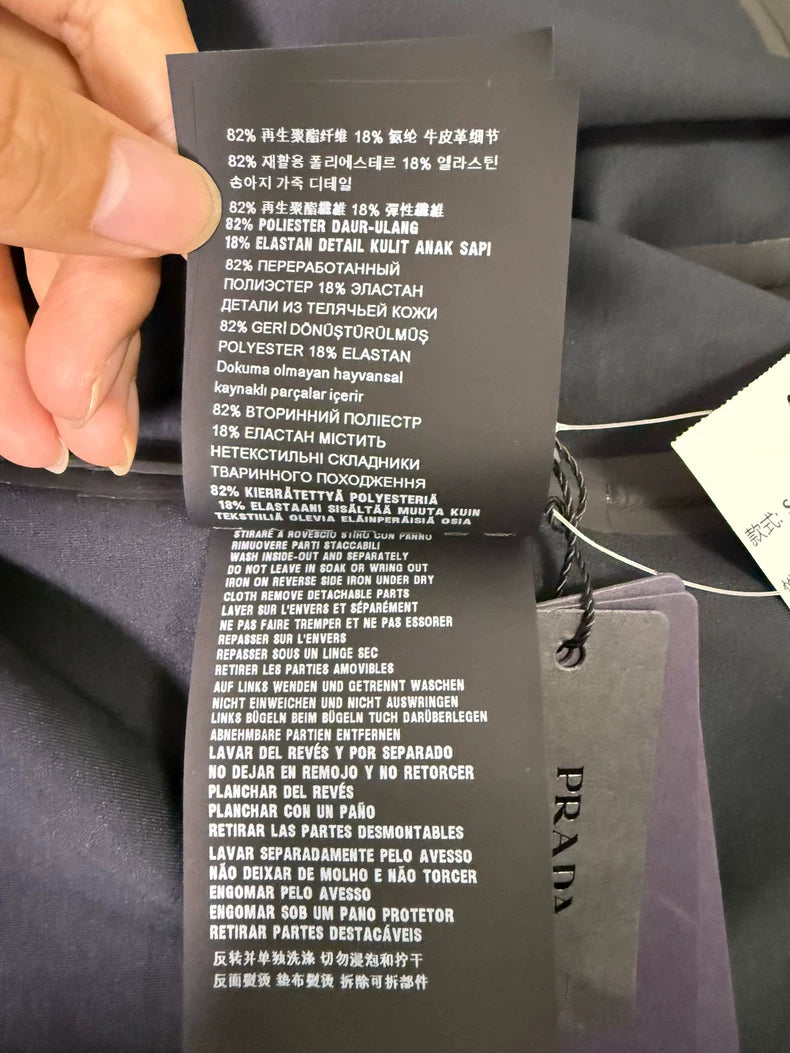 82% 再生聚酯纤维 18% 氨纶 牛皮革细节
82% 재활용 폴리에스테르 18% 엘라스틴
송아지 가죽 디테일
82% 再生聚酯纖維 18% 彈性纖維
82% POLIESTER DAUR-ULANG
18% ELASTAN DETAIL KULIT ANAK SAPI
82% ПЕРЕРАБОТАННЫЙ
ПОЛИЭСТЕР 18% ЭЛАСТАН
ДЕТАЛИ ИЗ ТЕЛЯЧЬЕЙ КОЖИ
82% GERİ DÖNÜŞTÜRÜLMÜŞ
POLYESTER 18% ELASTAN
Dokuma olmayan hayvansal
kaynaklı parçalar içerir
82% ВТОРИННИЙ ПОЛІЕСТР
18% ЕЛАСТАН МІСТИТЬ
НЕТЕКСТИЛЬНІ СКЛАДНИКИ
ТВАРИННОГО ПОХОДЖЕННЯ
82% KIERRÄTETTYÄ POLYESTERIÄ
18% ELASTAANI SISÄLTÄÄ MUUTA KUIN
TEKSTIILIÄ OLEVIA ELÄINPERÄISIÄ OSIA
STIRARE A ROVESCIO STIRO CON PANNO
RIMUOVERE PARTI STACCABILI
WASH INSIDE-OUT AND SEPARATELY
DO NOT LEAVE IN SOAK OR WRING OUT
IRON ON REVERSE SIDE IRON UNDER DRY
CLOTH REMOVE DETACHABLE PARTS
LAVER SUR L'ENVERS ET SÉPARÉMENT
NE PAS FAIRE TREMPER ET NE PAS ESSORER
REPASSER SUR L'ENVERS
REPASSER SOUS UN LINGE SEC
RETIRER LES PARTIES AMOVIBLES
AUF LINKS WENDEN UND GETRENNT WASCHEN
NICHT EINWEICHEN UND NICHT AUSWRINGEN
LINKS BÜGELN BEIM BÜGELN TUCH DARÜBERLEGEN
ABNEHMBARE PARTIEN ENTFERNEN
LAVAR DEL REVÉS Y POR SEPARADO
NO DEJAR EN REMOJO Y NO RETORCER
PLANCHAR DEL REVÉS
PLANCHAR CON UN PAÑO
RETIRAR LAS PARTES DESMONTABLES
LAVAR SEPARADAMENTE PELO AVESSO
NÃO DEIXAR DE MOLHO E NÃO TORCER
ENGOMAR PELO AVESSO
ENGOMAR SOB UM PANO PROTETOR
RETIRAR PARTES DESTACÁVEIS
反转并单独洗涤 切勿浸泡和拧干
反面熨烫 垫布熨烫 拆除可拆部件
PRADA
款式: S